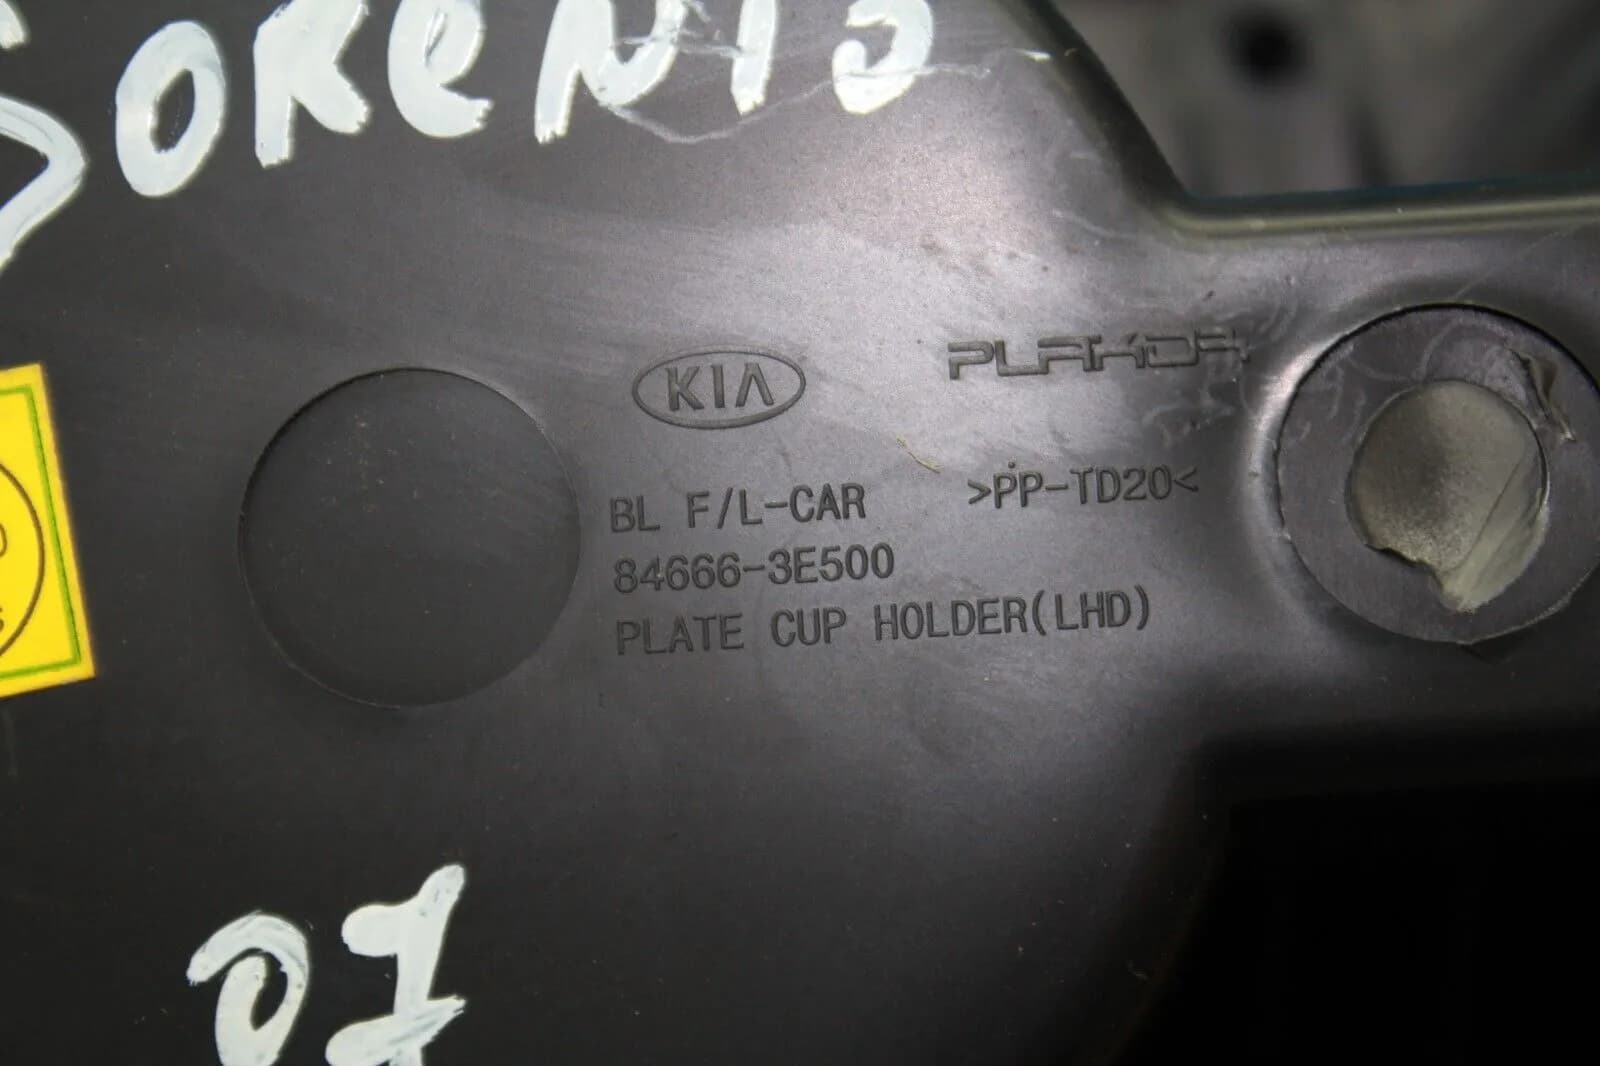 SORENTO
KIA
PLAKOR
BL F/L-CAR >PP-TD20<
84666-3E500
PLATE CUP HOLDER(LHD)
07